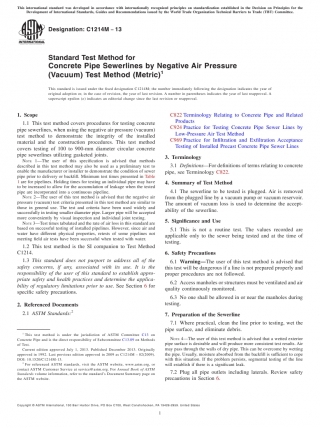 This international standard was developed in accordance with internationally recognized principles on standardization established in the Decision on Principles for the
Development of International Standards, Guides and Recommendations issued by the World Trade Organization Technical Barriers to Trade (TBT) Committee.
Designation: C1214M − 13
Standard Test Method for
Concrete Pipe Sewerlines by Negative Air Pressure
(Vacuum) Test Method (Metric)1
This standard is issued under the fixed designation C1214M; the number immediately following the designation indicates the year of
original adoption or, in the case of revision, the year of last revision. A number in parentheses indicates the year of last reapproval. A
superscript epsilon (ε) indicates an editorial change since the last revision or reapproval.
1. Scope
1.1 This test method covers procedures for testing concrete
pipe sewerlines, when using the negative air pressure (vacuum)
test method to demonstrate the integrity of the installed
material and the construction procedures. This test method
covers testing of 100 to 900-mm diameter circular concrete
pipe sewerlines utilizing gasketed joints.
NOTE 1—The user of this specification is advised that methods
described in this test method may also be used as a preliminary test to
enable the manufacturer or installer to demonstrate the condition of sewer
pipe prior to delivery or backfill. Minimum test times presented in Table
1 are for pipelines. Holding times for testing an individual pipe may have
to be increased to allow for the accumulation of leakage when the tested
pipe are incorporated into a continuous pipeline.
NOTE 2—The user of this test method is advised that the negative air
pressure (vacuum) test criteria presented in this test method are similar to
those in general use. The test and criteria have been used widely and
successfully in testing smaller diameter pipe. Larger pipe will be accepted
more conveniently by visual inspection and individual joint testing.
NOTE 3—Test times tabulated and the rate of air loss in this standard are
based on successful testing of installed pipelines. However, since air and
water have different physical properties, retests of some pipelines not
meeting field air tests have been successful when tested with water.
1.2 This test method is the SI companion to Test Method
C1214.
1.3 This standard does not purport to address all of the
safety concerns, if any, associated with its use. It is the
responsibility of the user of this standard to establish appro-
priate safety and health practices and determine the applica-
bility of regulatory limitations prior to use. See Section 6 for
specific safety precautions.
2. Referenced Documents
2.1 ASTM Standards:2
1 This test method is under the jurisdiction of ASTM Committee C13 on
Concrete Pipe and is the direct responsibility of Subcommittee C13.09 on Methods
of Test.
Current edition approved
approved in 1992. Last previous edition approved in 2009 as
DOI: 10.1520/C1214M-13.
2 For referenced ASTM standards, visit the ASTM website, www.astm.org, or
contact ASTM Customer Service at service@astm.org. For Annual Book of ASTM
Standards volume information, refer to the standard's Document Summary page on
the ASTM website.
C822 Terminology Relating to Concrete Pipe and Related
Products
C924 Practice for Testing Concrete Pipe Sewer Lines by
Low-Pressure Air Test Method
C969 Practice for Infiltration and Exfiltration Acceptance
Testing of Installed Precast Concrete Pipe Sewer Lines
3. Terminology
3.1 Definitions—For definitions of terms relating to concrete
pipe, see Terminology C822.
4. Summary of Test Method
4.1 The sewerline to be tested is plugged. Air is removed
from the plugged line by a vacuum pump or vacuum reservoir.
The amount of vacuum loss is used to determine the accept-
ability of the sewerline.
5. Significance and Use
5.1 This is not a routine test. The values recorded are
applicable only to the sewer being tested and at the time of
testing.
6. Safety Precautions
6.1 Warning—The user of this test method is advised that
this test will be dangerous if a line is not prepared properly and
proper procedures are not followed.
6.2 Access manholes or structures must be ventilated and air
quality continuously monitored.
6.3 No one shall be allowed in or near the manholes during
testing.
7. Preparation of the Sewerline
7.1 Where practical, clean the line prior to testing, wet the
pipe surface, and eliminate debris.
NOTE 4—The user of this test method is advised that a wetted exterior
pipe surface is desirable and will produce more consistent test results. Air
may pass through the walls of dry pipe. This can be overcome by wetting
the pipe. Usually, moisture absorbed from the backfill is sufficient to cope
with this situation. If the problem persists, segmental testing of the line
will establish if there is a significant leak.
7.2 Plug all pipe outlets including laterals. Review safety
precautions in Section 6.
Copyright © ASTM International, 100 Barr Harbor Drive, PO Box C700, West Conshohocken, PA 19428-2959. United States
1